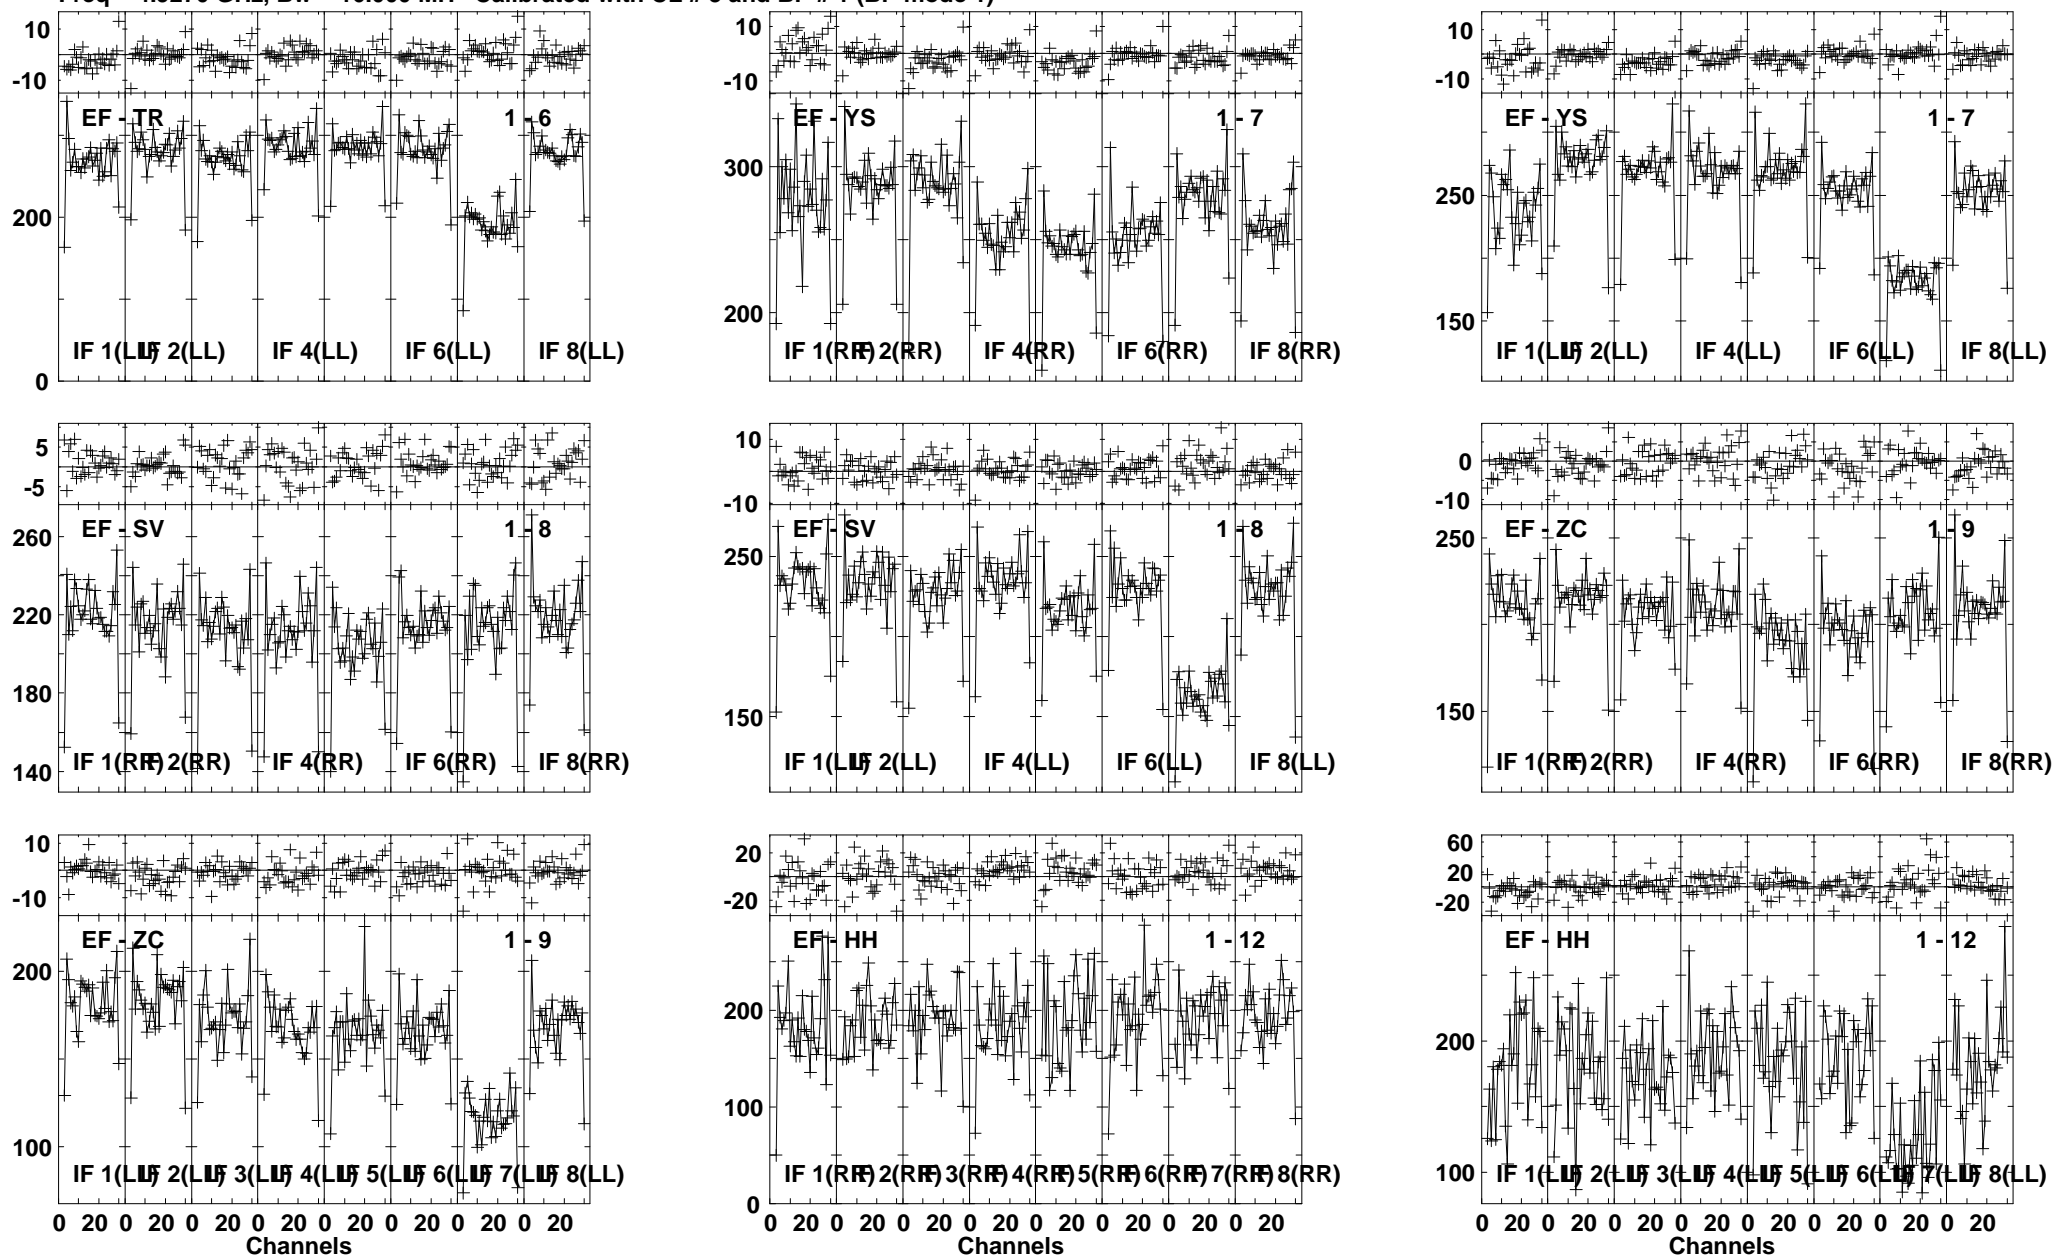 10
-10
EF - TR 1 - 6
200
0
IF 1(LL) IF 2(LL) IF 4(LL) IF 6(LL) IF 8(LL)
10
-10
EF - YS 1 - 7
300
200
IF 1(RR) IF 2(RR) IF 4(RR) IF 6(RR) IF 8(RR)
10
-10
EF - YS 1 - 7
250
150
IF 1(LL) IF 2(LL) IF 4(LL) IF 6(LL) IF 8(LL)
5
-5
EF - SV 1 - 8
260
220
180
140
IF 1(RR) IF 2(RR) IF 4(RR) IF 6(RR) IF 8(RR)
10
-10
EF - SV 1 - 8
250
150
IF 1(LL) IF 2(LL) IF 4(LL) IF 6(LL) IF 8(LL)
0
-10
EF - ZC 1 - 9
250
150
IF 1(RR) IF 2(RR) IF 4(RR) IF 6(RR) IF 8(RR)
10
-10
EF - ZC 1 - 9
200
100
IF 1(LL) IF 2(LL) IF 3(LL) IF 4(LL) IF 5(LL) IF 6(LL) IF 7(LL) IF 8(LL)
0 20 0 20 0 20 0 20 0 20 0 20 0 20 0 20
Channels
20
-20
EF - HH 1 - 12
200
100
0
IF 1(RR) IF 2(RR) IF 3(RR) IF 4(RR) IF 5(RR) IF 6(RR) IF 7(RR) IF 8(RR)
0 20 0 20 0 20 0 20 0 20 0 20 0 20 0 20
Channels
60
20
-20
EF - HH 1 - 12
200
100
IF 1(LL) IF 2(LL) IF 3(LL) IF 4(LL) IF 5(LL) IF 6(LL) IF 7(LL) IF 8(LL)
0 20 0 20 0 20 0 20 0 20 0 20 0 20 0 20
Channels